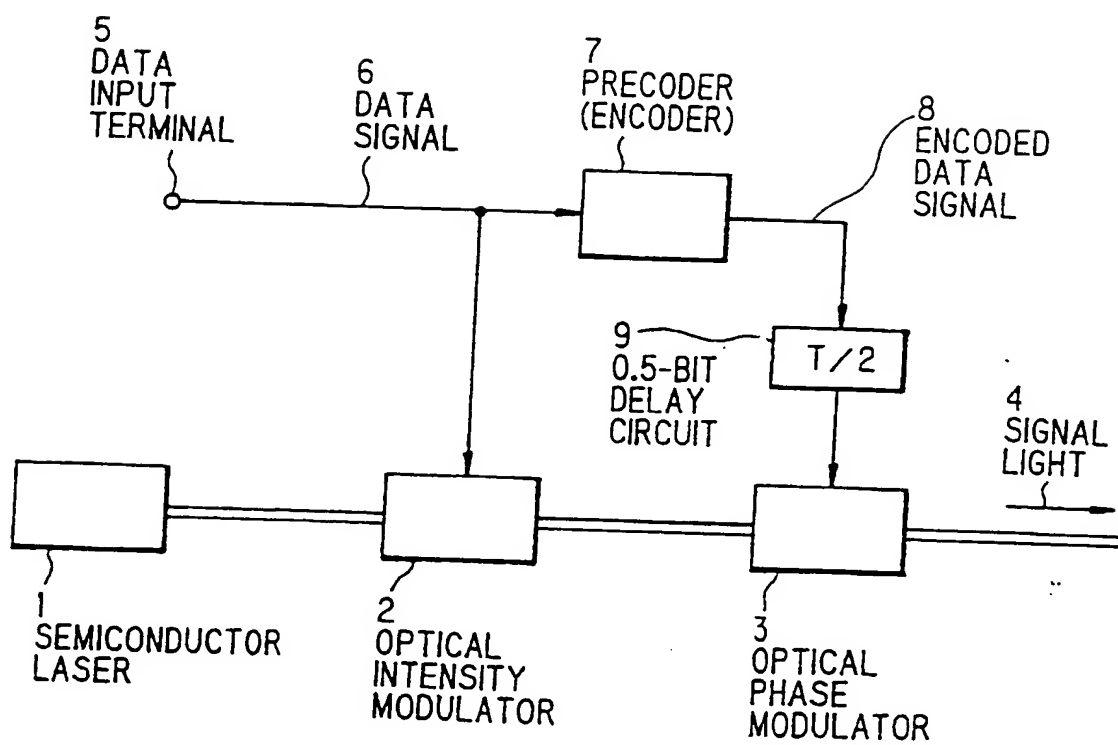 5
DATA
INPUT
TERMINAL
6
DATA
SIGNAL
7
PRECODER
(ENCODER)
8
ENCODED
DATA
SIGNAL
9
0.5-BIT
DELAY
CIRCUIT
T/2
4
SIGNAL
LIGHT
1
SEMICONDUCTOR
LASER
2
OPTICAL
INTENSITY
MODULATOR
3
OPTICAL
PHASE
MODULATOR